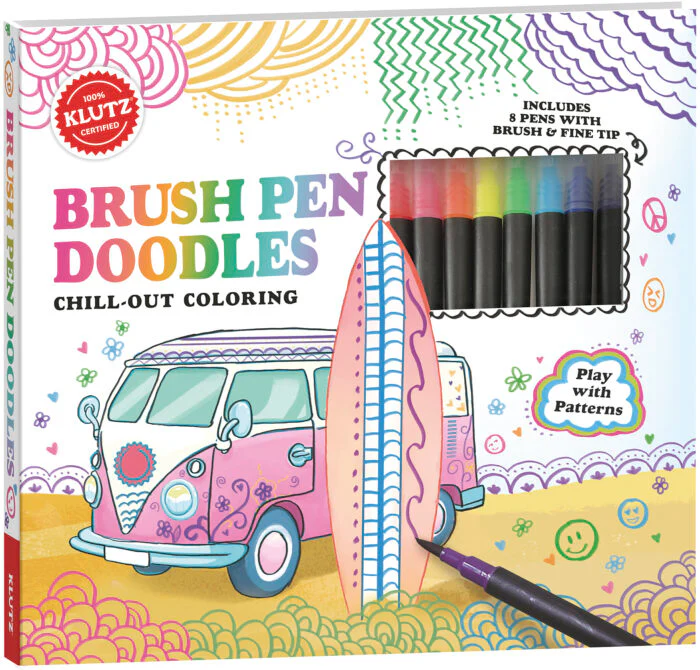 100%
KLUTZ
CERTIFIED
INCLUDES
8 PENS WITH
BRUSH & FINE TIP
BRUSH PEN
DOODLES
CHILL-OUT COLORING
Play
with
Patterns
BRUSH PEN DOODLES
KLUTZ